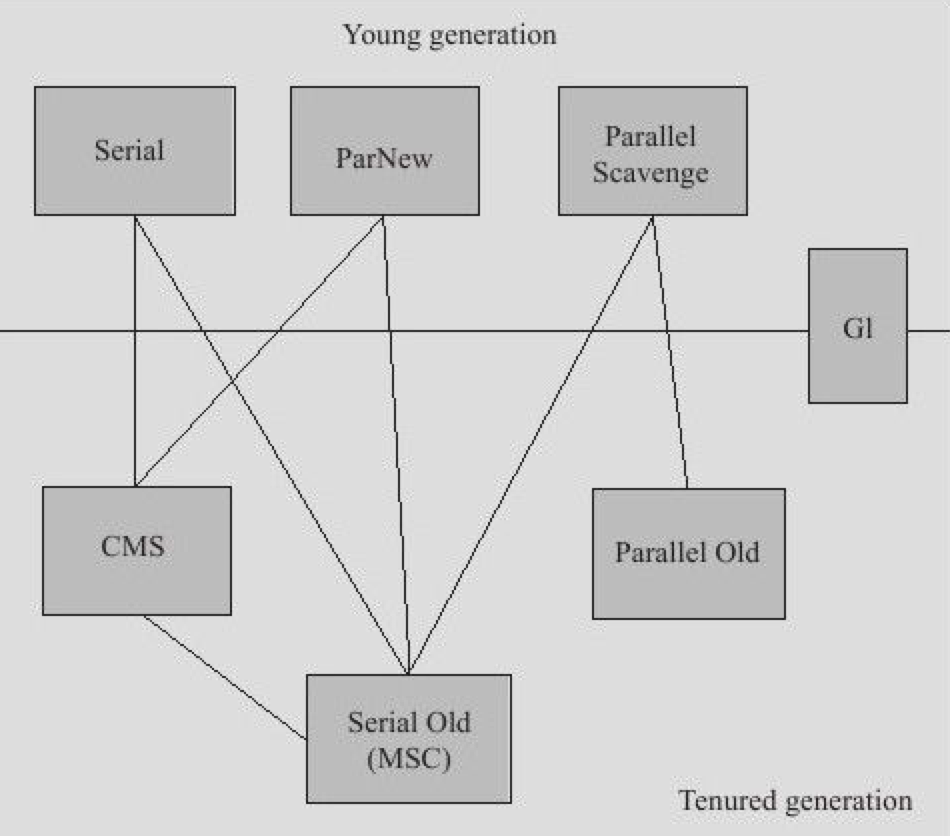 Young generation
Serial
ParNew
Parallel
Scavenge
Gl
CMS
Parallel Old
Serial Old
(MSC)
Tenured generation